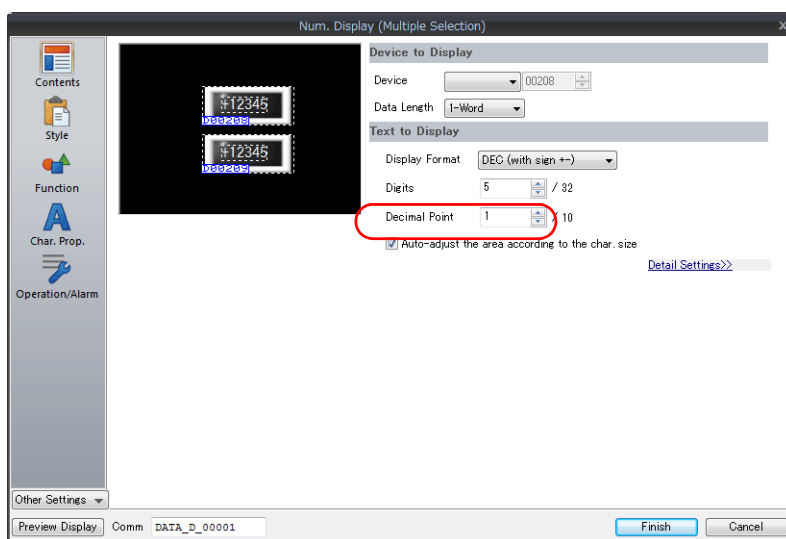 Num. Display (Multiple Selection)
x
Contents
Style
Function
Char. Prop.
Operation/Alarm
Other Settings
+12345
D00208
+12345
D00209
Device to Display
Device 00208
Data Length 1-Word
Text to Display
Display Format DEC (with sign +-)
Digits 5 / 32
Decimal Point 1 / 10
Auto-adjust the area according to the char. size
Detail Settings>>
Preview Display Comm DATA_D_00001 Finish Cancel